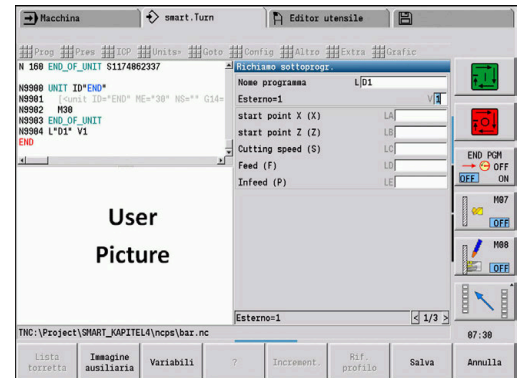 Macchina
smart.Turn
Editor utensile
Prog Pres ICP Units» Goto Config Altro Extra Grafic
N 160 END_OF_UNIT S1174862337
N9900 UNIT ID"END"
N9901 [<unit ID="END" ME="30" NS="" G14=
N9902 M30
N9903 END_OF_UNIT
N9904 L"D1" V1
END
Richiamo sottoprogr.
Nome programma L D1
Esterno=1 V 1
start point X (X) LA
start point Z (Z) LB
Cutting speed (S) LC
Feed (F) LD
Infeed (P) LE
User
Picture
Esterno=1 < 1/3 >
TNC:\Project\SMART_KAPITEL4\ncps\bar.nc
END PGM
OFF
OFF ON
M07
OFF
M08
OFF
07:30
Lista torretta
Immagine ausiliaria
Variabili
?
Increment.
Rif. profilo
Salva
Annulla